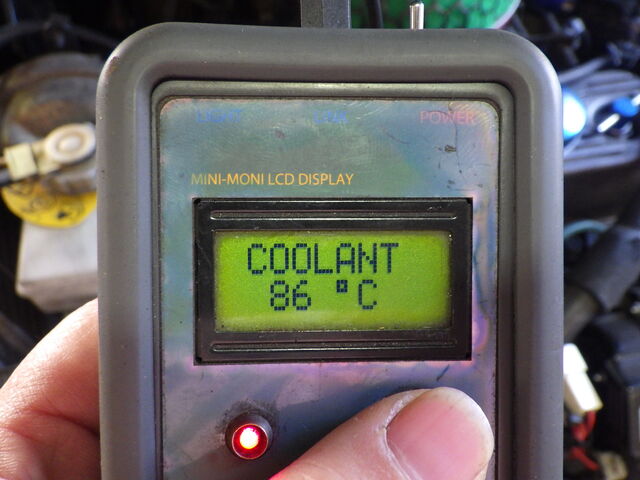 POWER
MINI-MONI LCD DISPLAY
COOLANT
86 °C